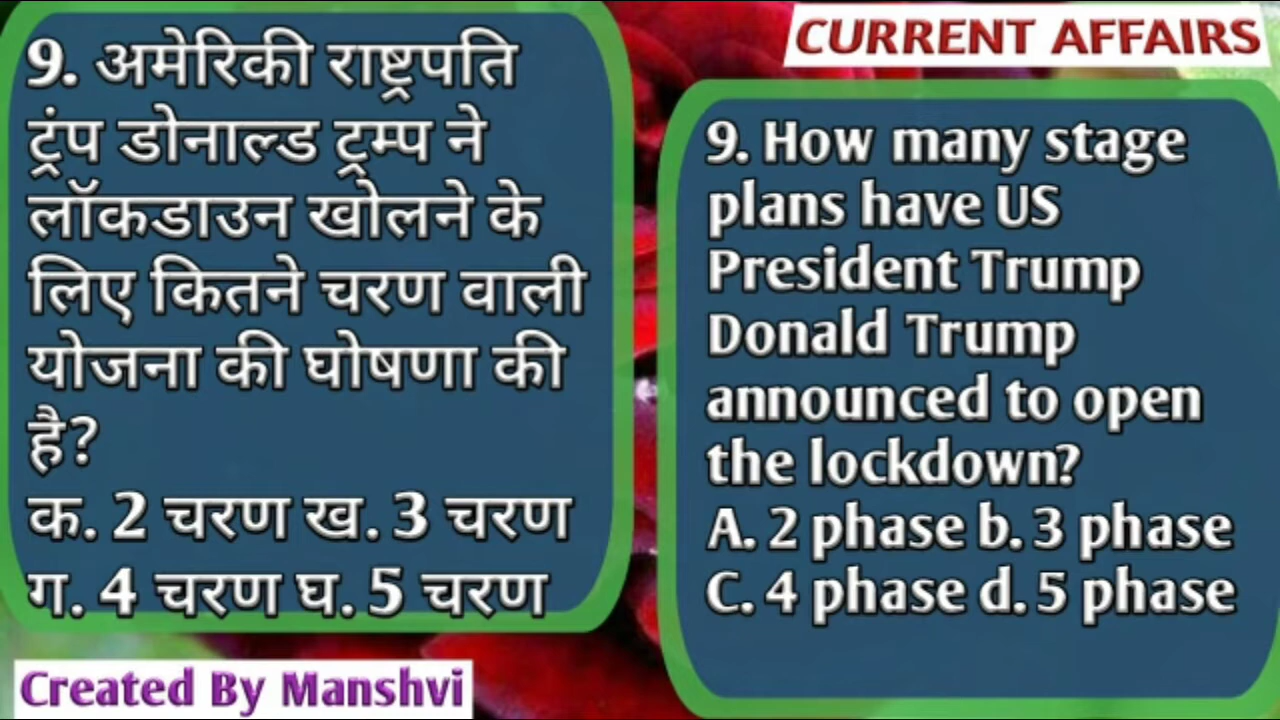 9. अमेरिकी राष्ट्रपति
ट्रंप डोनाल्ड ट्रम्प ने
लॉकडाउन खोलने के
लिए कितने चरण वाली
योजना की घोषणा की
है?
क. 2 चरण ख. 3 चरण
ग. 4 चरण घ. 5 चरण
Created By Manshvi
CURRENT AFFAIRS
9. How many stage
plans have US
President Trump
Donald Trump
announced to open
the lockdown?
A. 2 phase b. 3 phase
C. 4 phase d. 5 phase